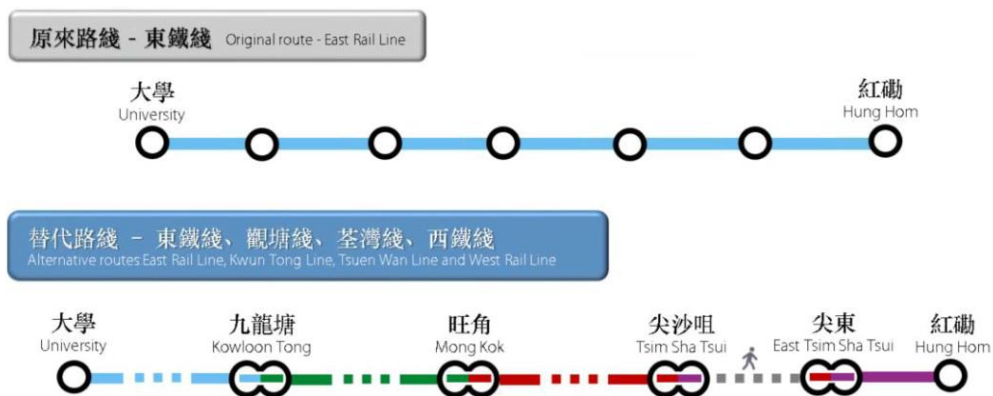 原來路綫 - 東鐵綫 Original route - East Rail Line
大學
University
紅磡
Hung Hom
替代路綫 - 東鐵綫、觀塘綫、荃灣綫、西鐵綫
Alternative routes East Rail Line, Kwun Tong Line, Tsuen Wan Line and West Rail Line
大學
University
九龍塘
Kowloon Tong
旺角
Mong Kok
尖沙咀
Tsim Sha Tsui
尖東
East Tsim Sha Tsui
紅磡
Hung Hom